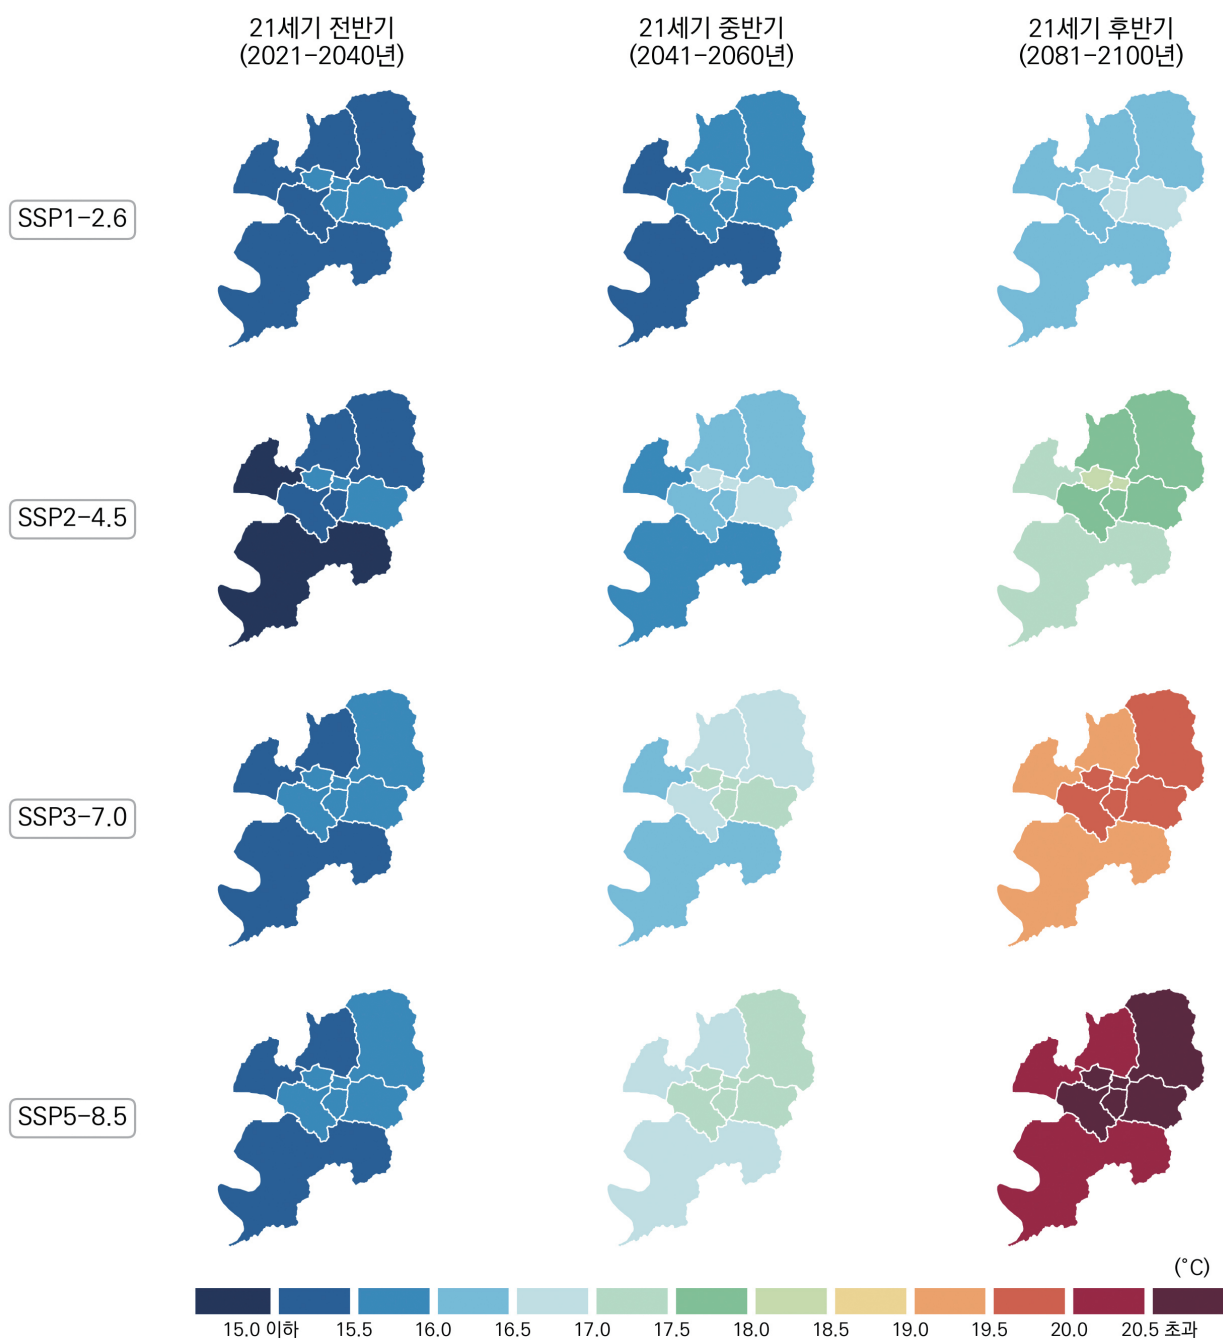 21세기 전반기
(2021-2040년)
21세기 중반기
(2041-2060년)
21세기 후반기
(2081-2100년)
SSP1-2.6
SSP2-4.5
SSP3-7.0
SSP5-8.5
(°C)
15.0 이하 15.5 16.0 16.5 17.0 17.5 18.0 18.5 19.0 19.5 20.0 20.5 초과